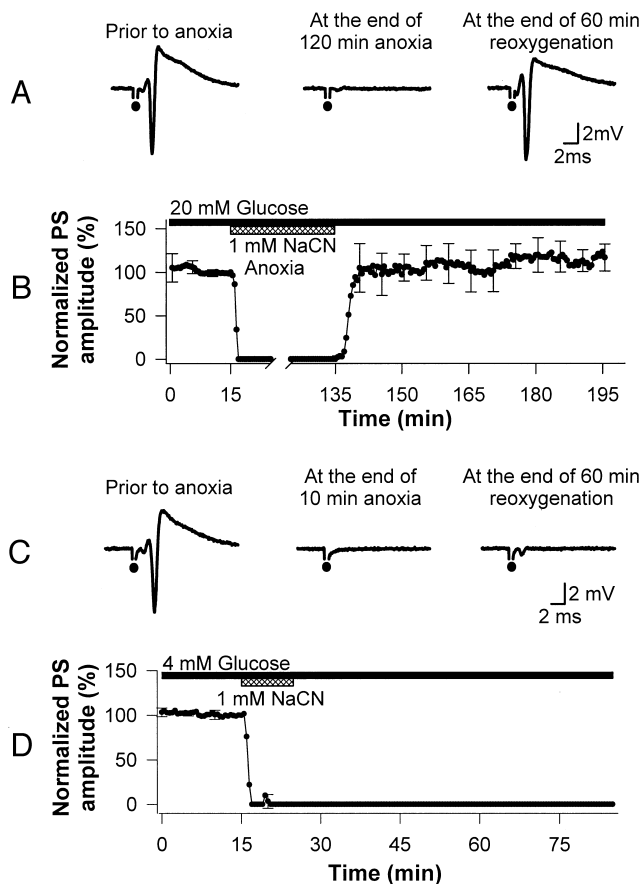 A
Prior to anoxia
At the end of
120 min anoxia
At the end of 60 min
reoxygenation
2mV
2ms
B
Normalized PS
amplitude (%)
150
100
50
0
20 mM Glucose
1 mM NaCN
Anoxia
0
15
135
150
165
180
195
Time (min)
C
Prior to anoxia
At the end of
10 min anoxia
At the end of 60 min
reoxygenation
2 mV
2 ms
D
Normalized PS
amplitude (%)
150
100
50
0
4 mM Glucose
1 mM NaCN
0
15
30
45
60
75
Time (min)